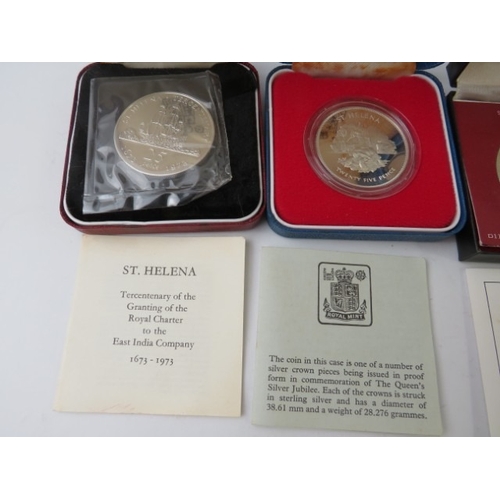 ST HELENA
25
ST HELENA
TWENTY FIVE PENCE
ST. HELENA
Tercentenary of the
Granting of the
Royal Charter
to the
East India Company
1673 - 1973
ROYAL MINT
The coin in this case is one of a number of
silver crown pieces being issued in proof
form in commemoration of The Queen's
Silver Jubilee. Each of the crowns is struck
in sterling silver and has a diameter of
38.61 mm and a weight of 28.276 grammes.